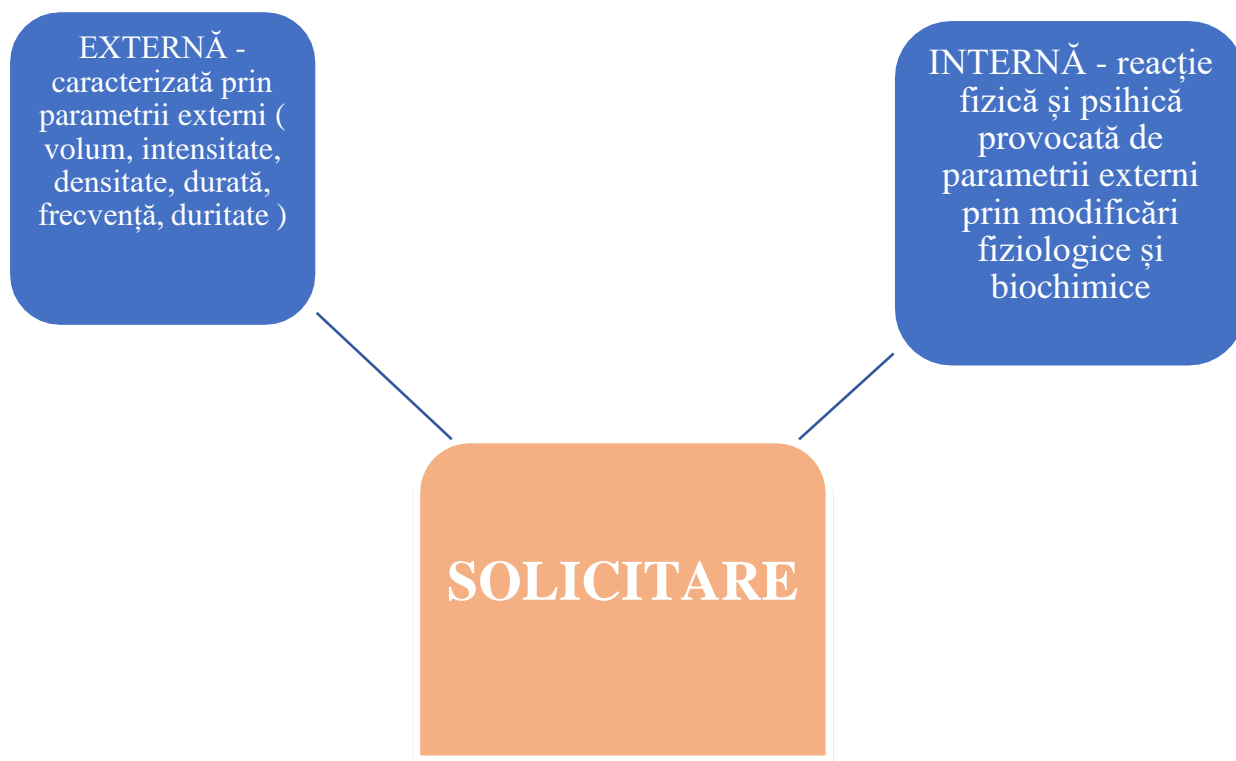 EXTERNĂ -
caracterizată prin
parametrii externi (
volum, intensitate,
densitate, durată,
frecvență, duritate )
INTERNĂ - reacție
fizică și psihică
provocată de
parametrii externi
prin modificări
fiziologice și
biochimice
SOLICITARE